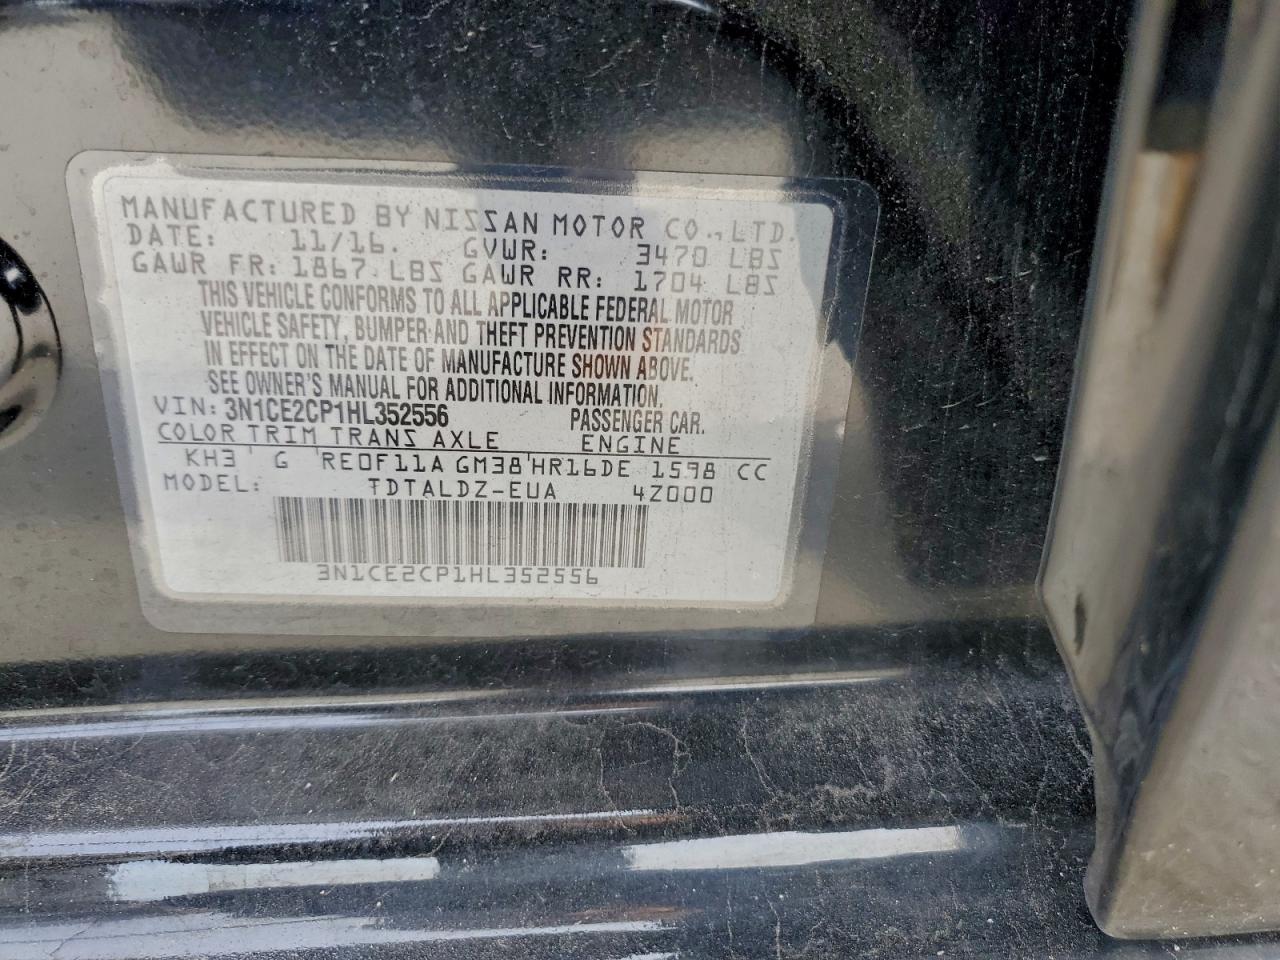 MANUFACTURED BY NISSAN MOTOR CO.,LTD.
DATE: 11/16. GVWR: 3470 LBS
GAWR FR: 1867 LBS GAWR RR: 1704 LBS
THIS VEHICLE CONFORMS TO ALL APPLICABLE FEDERAL MOTOR
VEHICLE SAFETY, BUMPER AND THEFT PREVENTION STANDARDS
IN EFFECT ON THE DATE OF MANUFACTURE SHOWN ABOVE.
SEE OWNER'S MANUAL FOR ADDITIONAL INFORMATION.
VIN: 3N1CE2CP1HL352556 PASSENGER CAR.
COLOR TRIM TRANS AXLE ENGINE
KH3 G RE0F11A GM38 HR16DE 1598 CC
MODEL: TDTALDZ-EUA 4Z000
3N1CE2CP1HL352556